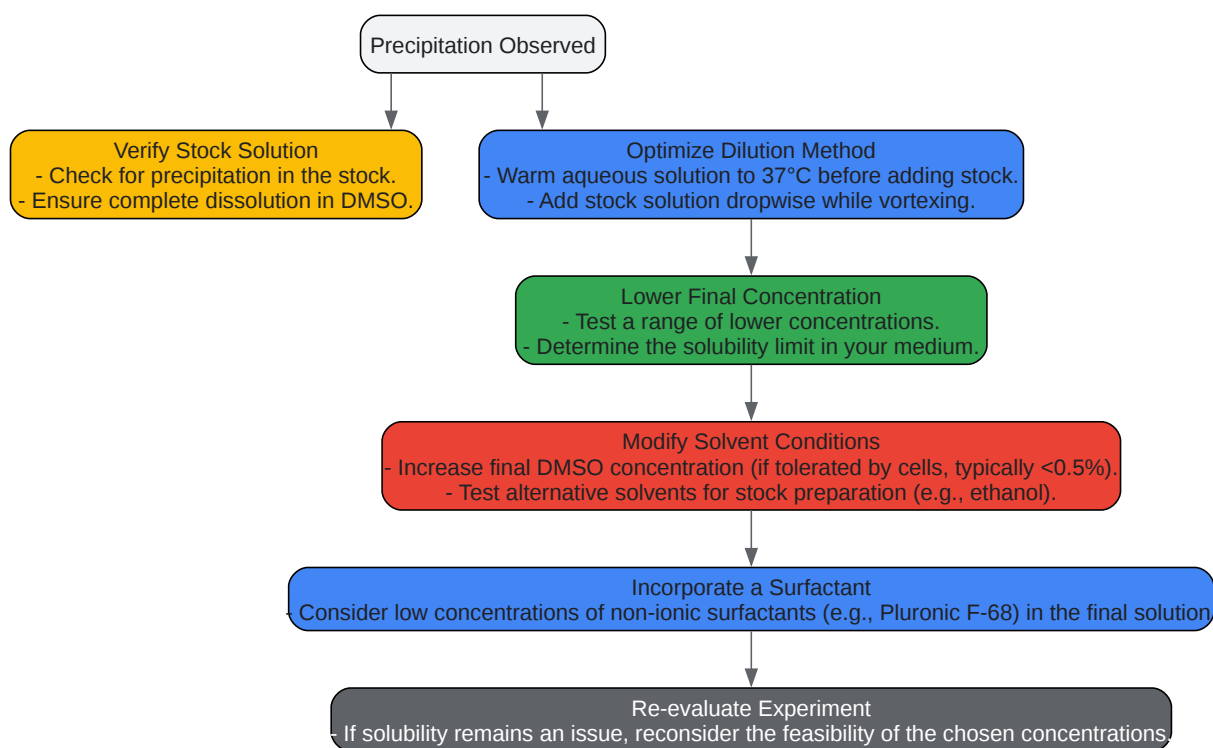 Precipitation Observed
Verify Stock Solution
- Check for precipitation in the stock.
- Ensure complete dissolution in DMSO.
Optimize Dilution Method
- Warm aqueous solution to 37°C before adding stock.
- Add stock solution dropwise while vortexing.
Lower Final Concentration
- Test a range of lower concentrations.
- Determine the solubility limit in your medium.
Modify Solvent Conditions
- Increase final DMSO concentration (if tolerated by cells, typically <0.5%).
- Test alternative solvents for stock preparation (e.g., ethanol).
Incorporate a Surfactant
- Consider low concentrations of non-ionic surfactants (e.g., Pluronic F-68) in the final solution.
Re-evaluate Experiment
- If solubility remains an issue, reconsider the feasibility of the chosen concentrations.